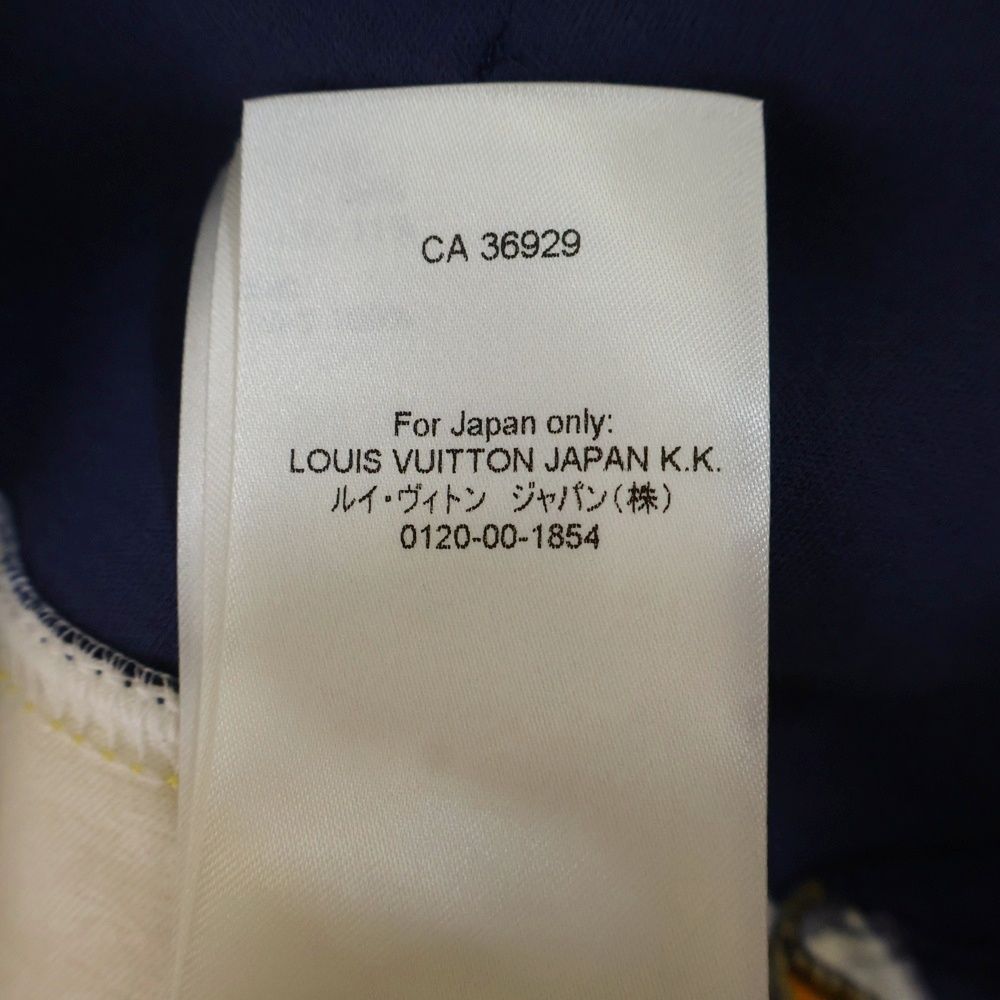 CA 36929
For Japan only:
LOUIS VUITTON JAPAN K.K.
ルイ・ヴィトン ジャパン(株)
0120-00-1854